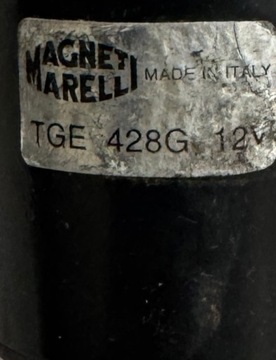 MAGNETI
MARELLI MADE IN ITALY
TGE 428G 12V